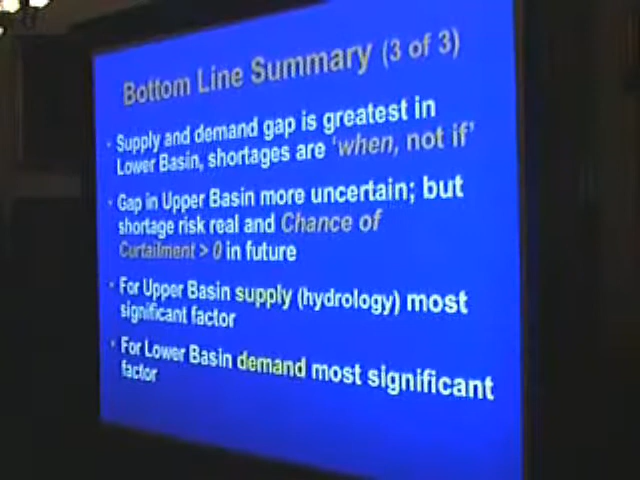 Bottom Line Summary (3 of 3)
• Supply and demand gap is greatest in
Lower Basin, shortages are 'when, not if'
• Gap in Upper Basin more uncertain; but
shortage risk real and Chance of
Curtailment > 0 in future
• For Upper Basin supply (hydrology) most
significant factor
• For Lower Basin demand most significant
factor